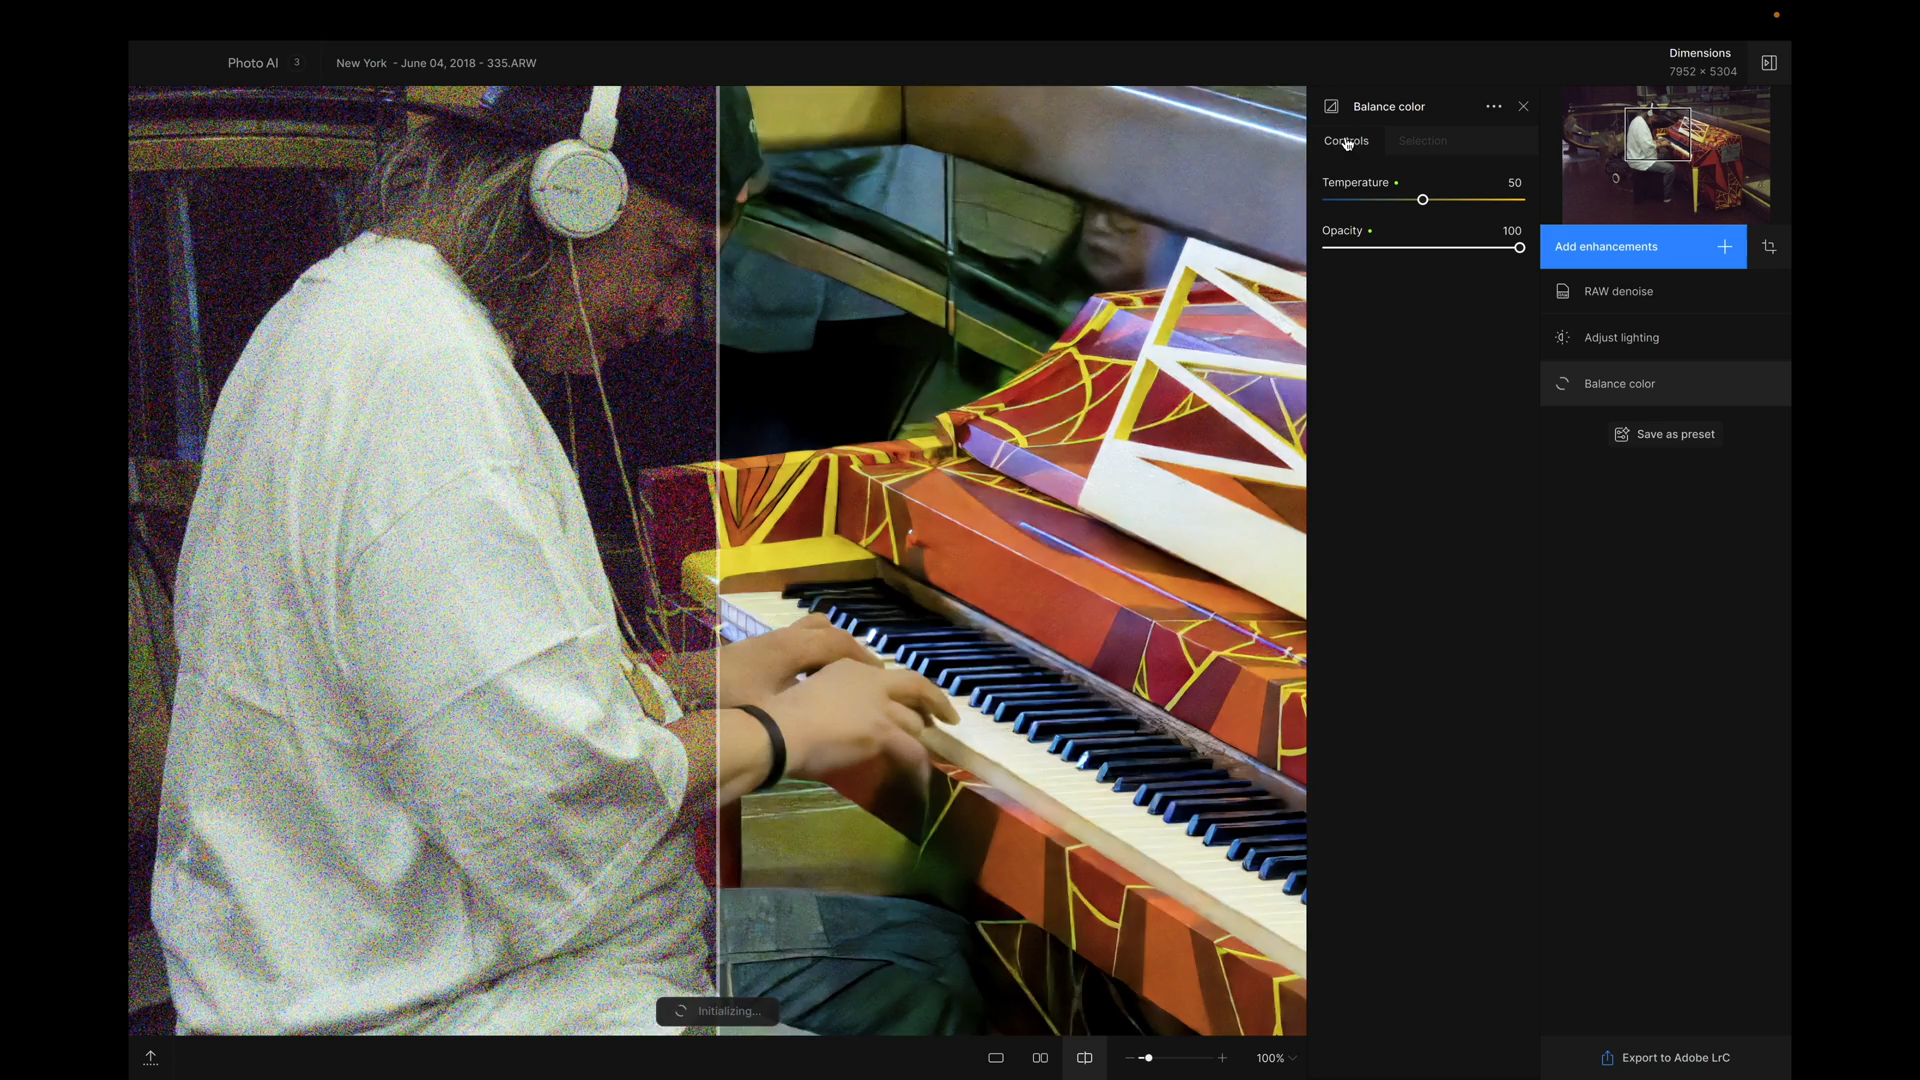 Photo AI 3
New York - June 04, 2018 - 335.ARW
Dimensions
7952 × 5304
Balance color
Controls
Selection
Temperature 50
Opacity 100
Add enhancements
RAW denoise
Adjust lighting
Balance color
Save as preset
Initializing...
100%
Export to Adobe LrC